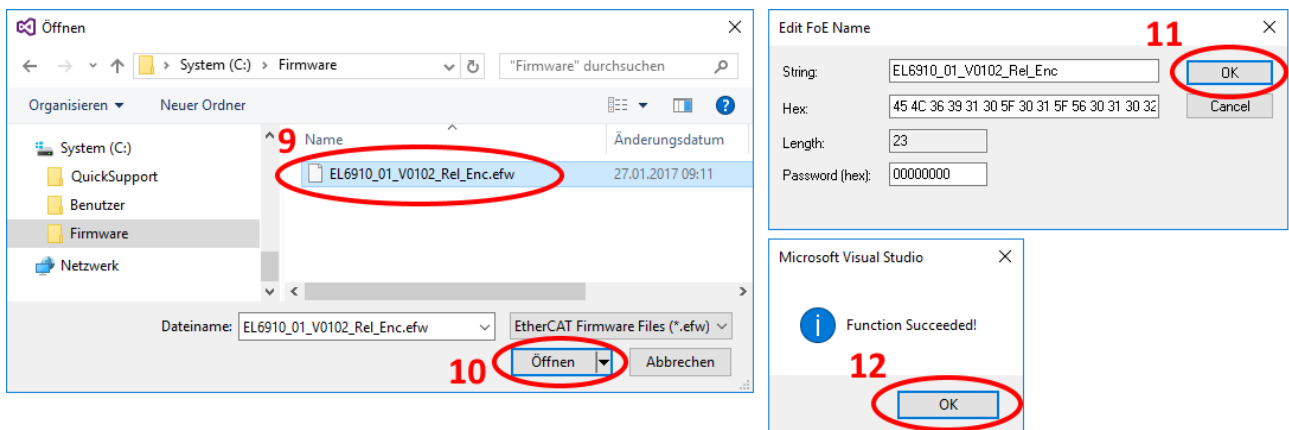 Öffnen
System (C:) > Firmware
"Firmware" durchsuchen
Organisieren
Neuer Ordner
System (C:)
QuickSupport
Benutzer
Firmware
Netzwerk
9
Name
Änderungsdatum
EL6910_01_V0102_Rel_Enc.efw
27.01.2017 09:11
Dateiname: EL6910_01_V0102_Rel_Enc.efw
EtherCAT Firmware Files (*.efw)
10
Öffnen
Abbrechen
Edit FoE Name
11
String: EL6910_01_V0102_Rel_Enc
OK
Hex: 45 4C 36 39 31 30 5F 30 31 5F 56 30 31 30 32
Cancel
Length: 23
Password (hex): 00000000
Microsoft Visual Studio
Function Succeeded!
12
OK